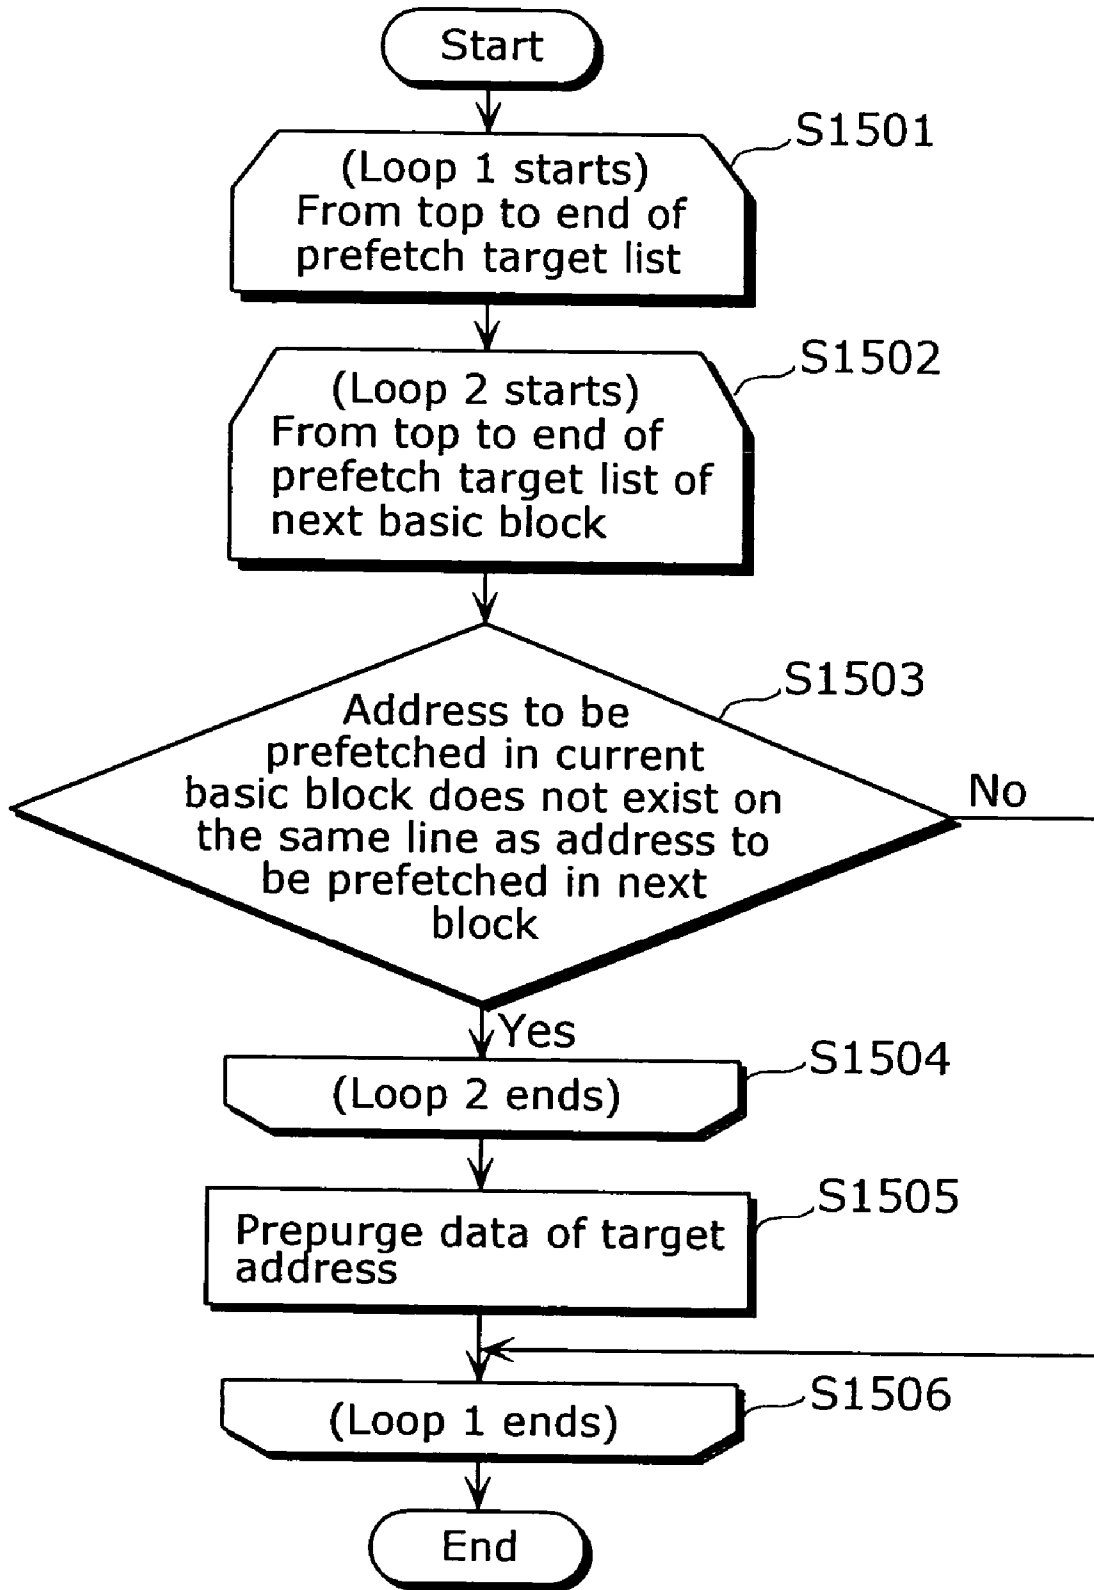 Start
S1501
(Loop 1 starts)
From top to end of
prefetch target list
S1502
(Loop 2 starts)
From top to end of
prefetch target list of
next basic block
S1503
Address to be
prefetched in current
basic block does not exist on
the same line as address to
be prefetched in next
block
No
Yes
S1504
(Loop 2 ends)
S1505
Prepurge data of target
address
S1506
(Loop 1 ends)
End